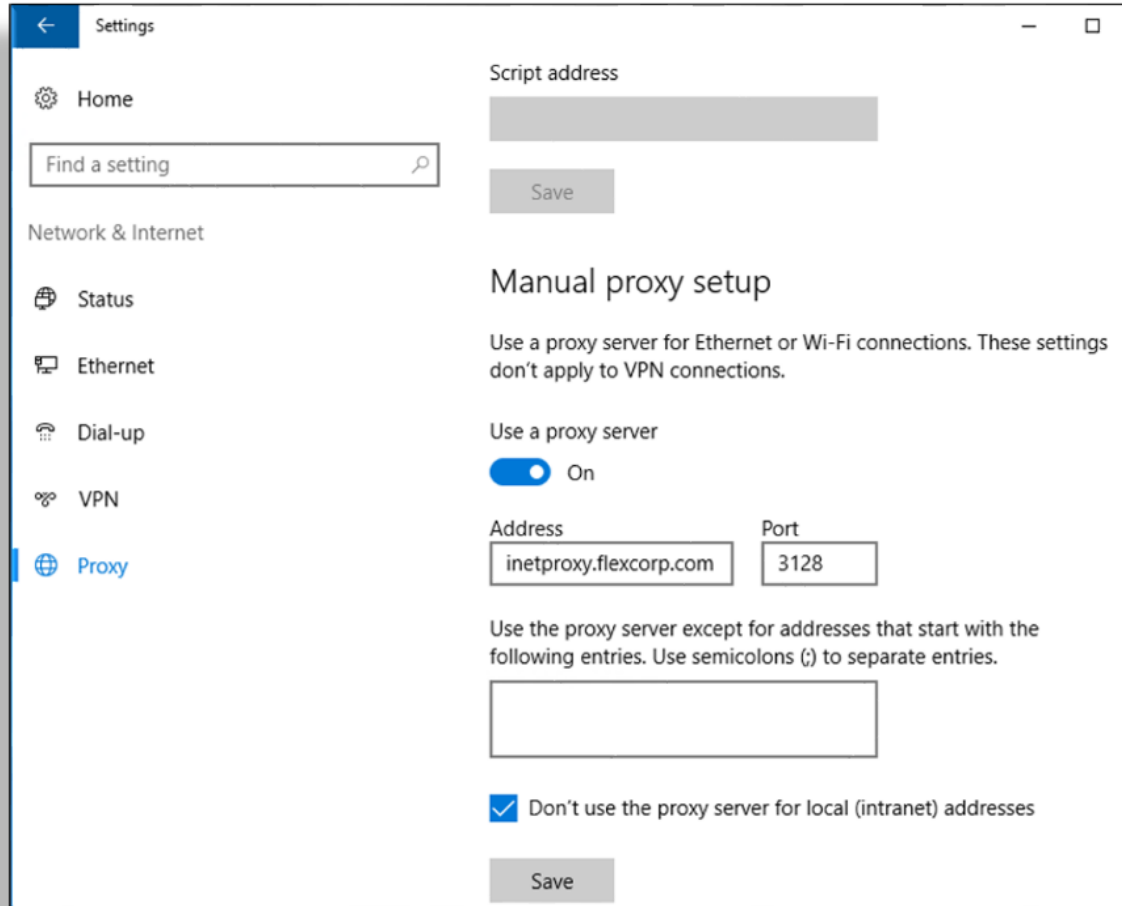 Settings
Home
Find a setting
Network & Internet
Status
Ethernet
Dial-up
VPN
Proxy
Script address
Save
Manual proxy setup
Use a proxy server for Ethernet or Wi-Fi connections. These settings
don't apply to VPN connections.
Use a proxy server
On
Address Port
inetproxy.flexcorp.com 3128
Use the proxy server except for addresses that start with the
following entries. Use semicolons (;) to separate entries.
Don't use the proxy server for local (intranet) addresses
Save